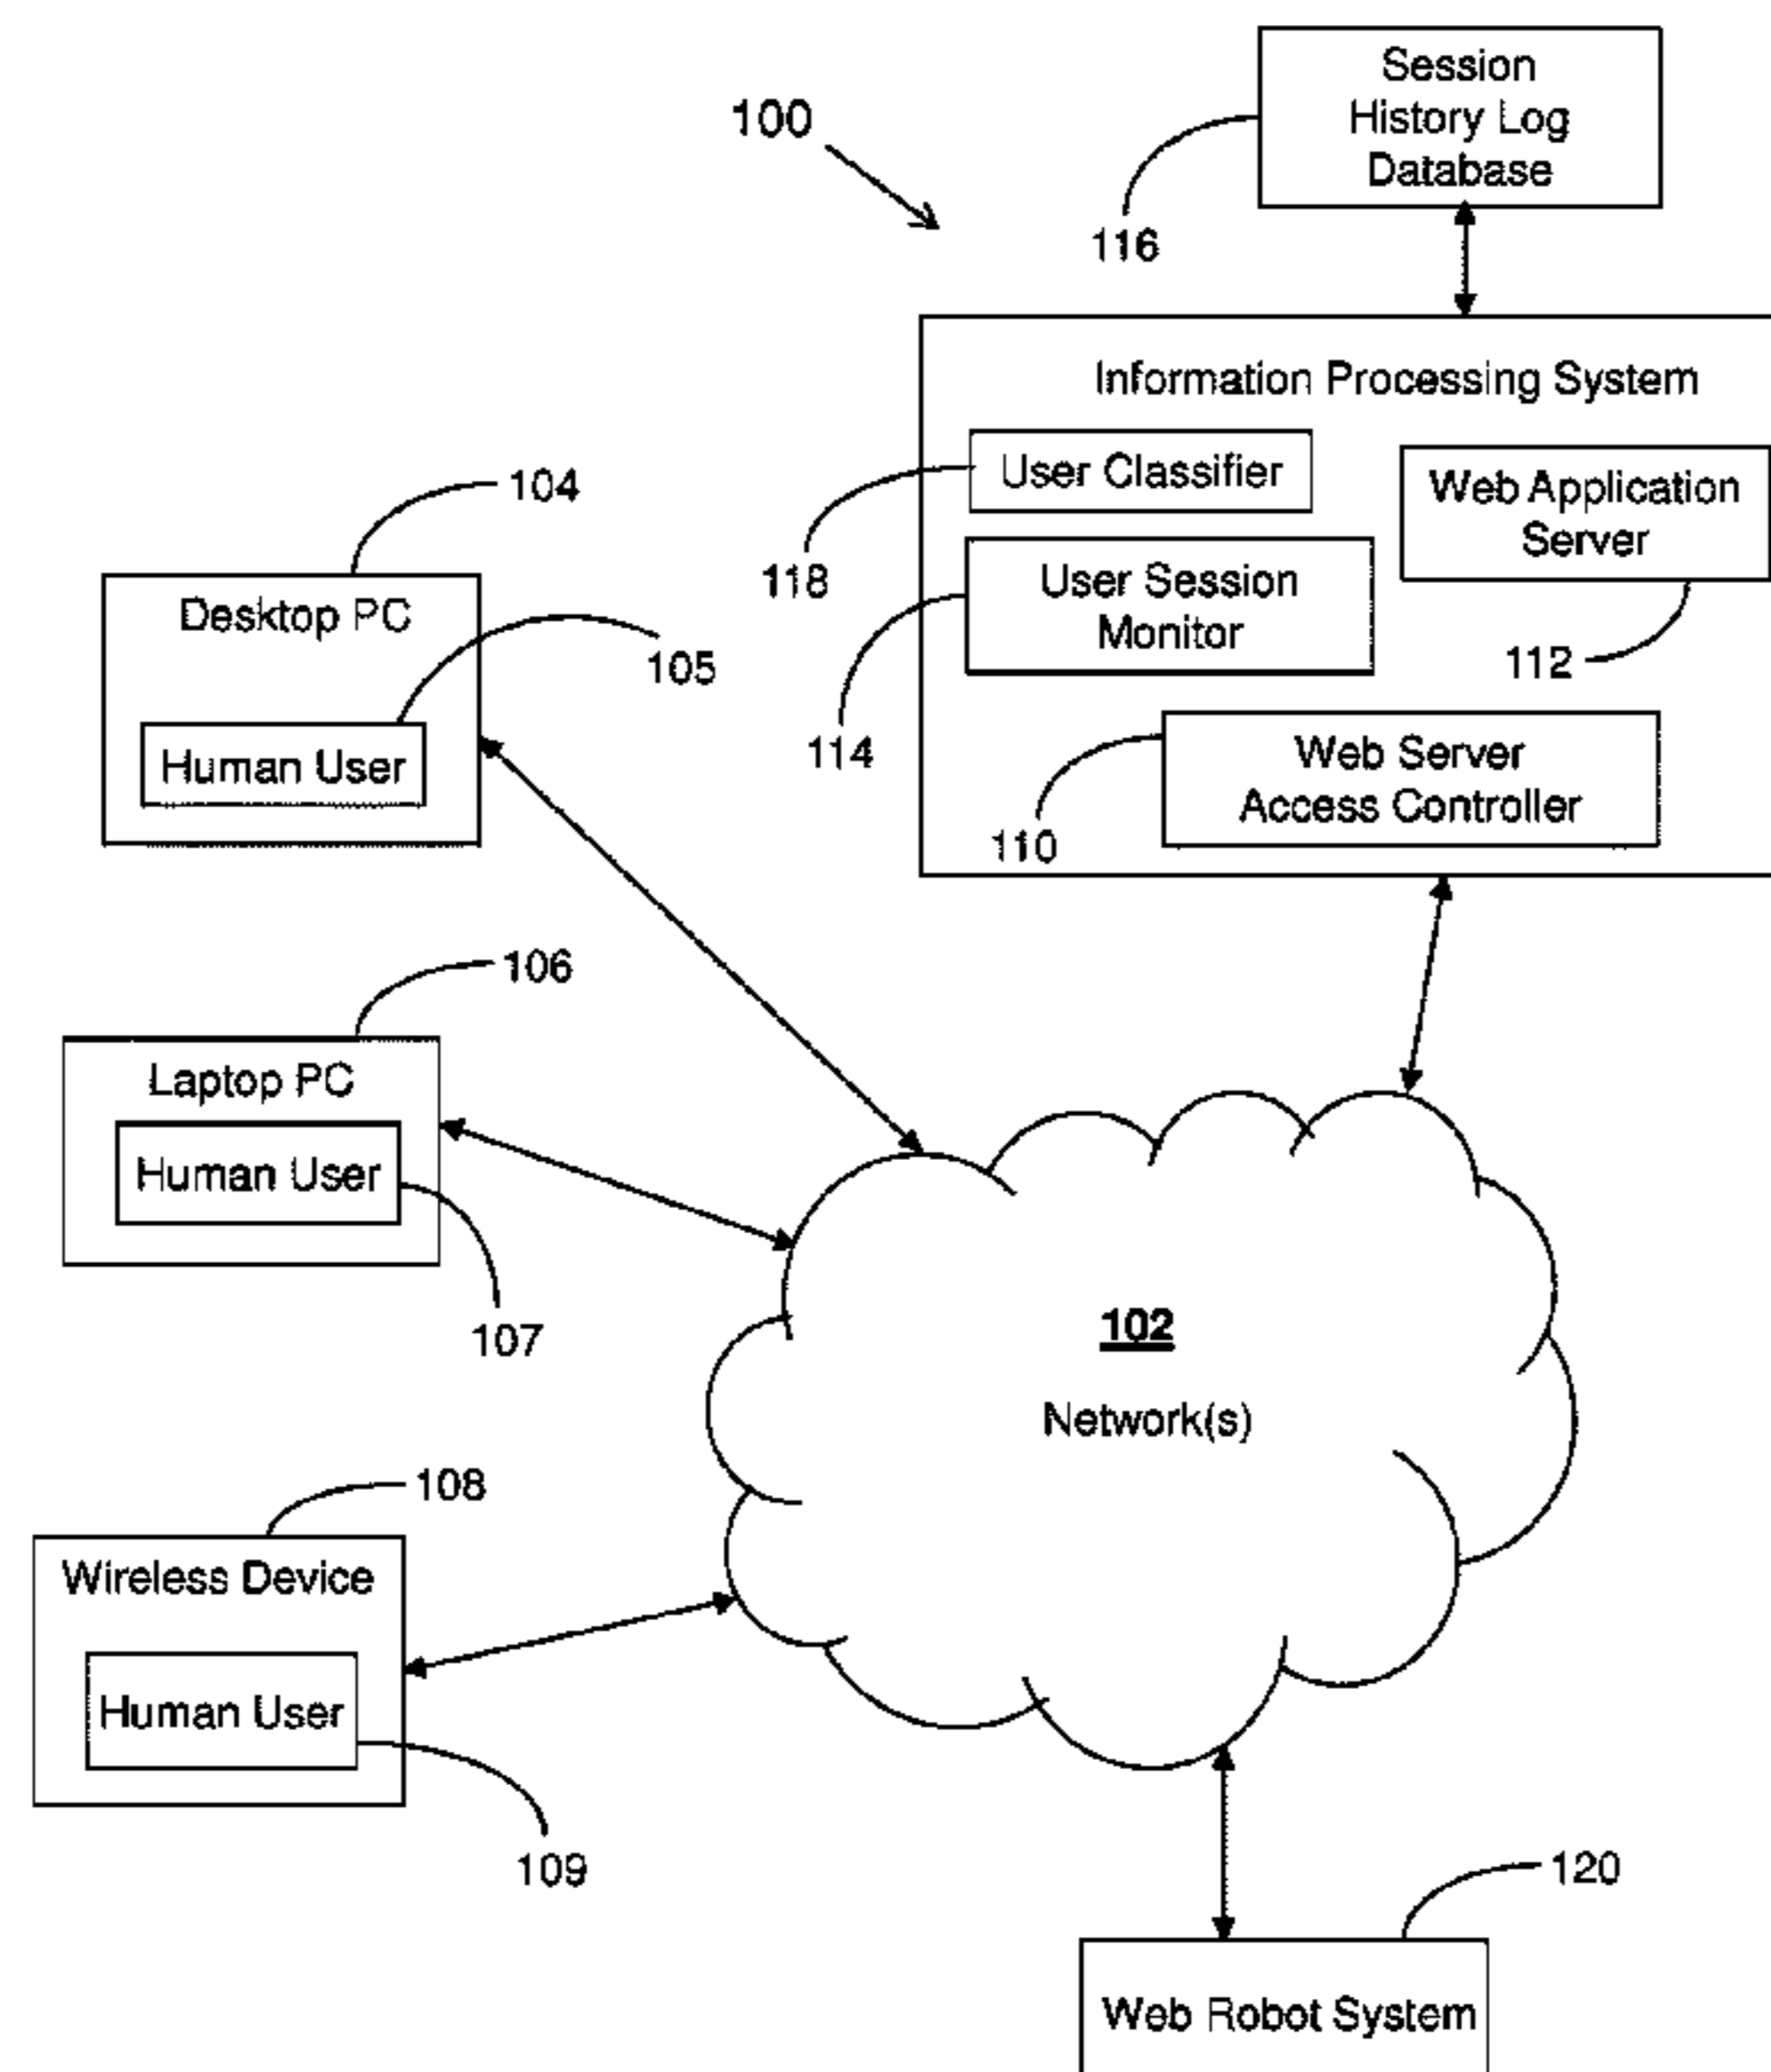 Session
History Log
Database
100
116
Information Processing System
User Classifier
Web Application
Server
118
User Session
Monitor
112
114
Web Server
Access Controller
110
104
Desktop PC
105
Human User
106
Laptop PC
Human User
107
102
Network(s)
108
Wireless Device
Human User
109
120
Web Robot System